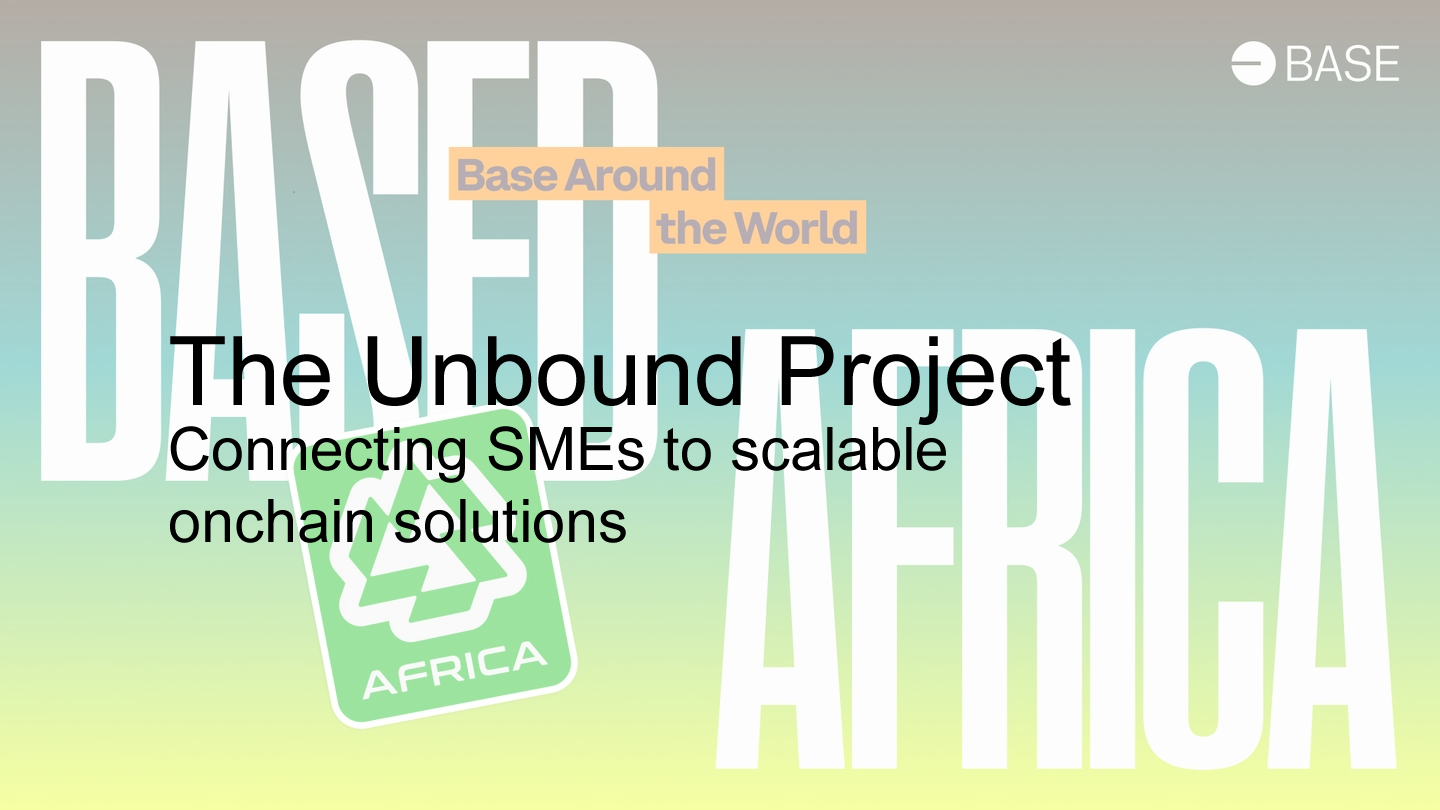 BASED
BASE
Base Around
the World
AFRICA
The Unbound Project
Connecting SMEs to scalable
onchain solutions
AFRICA